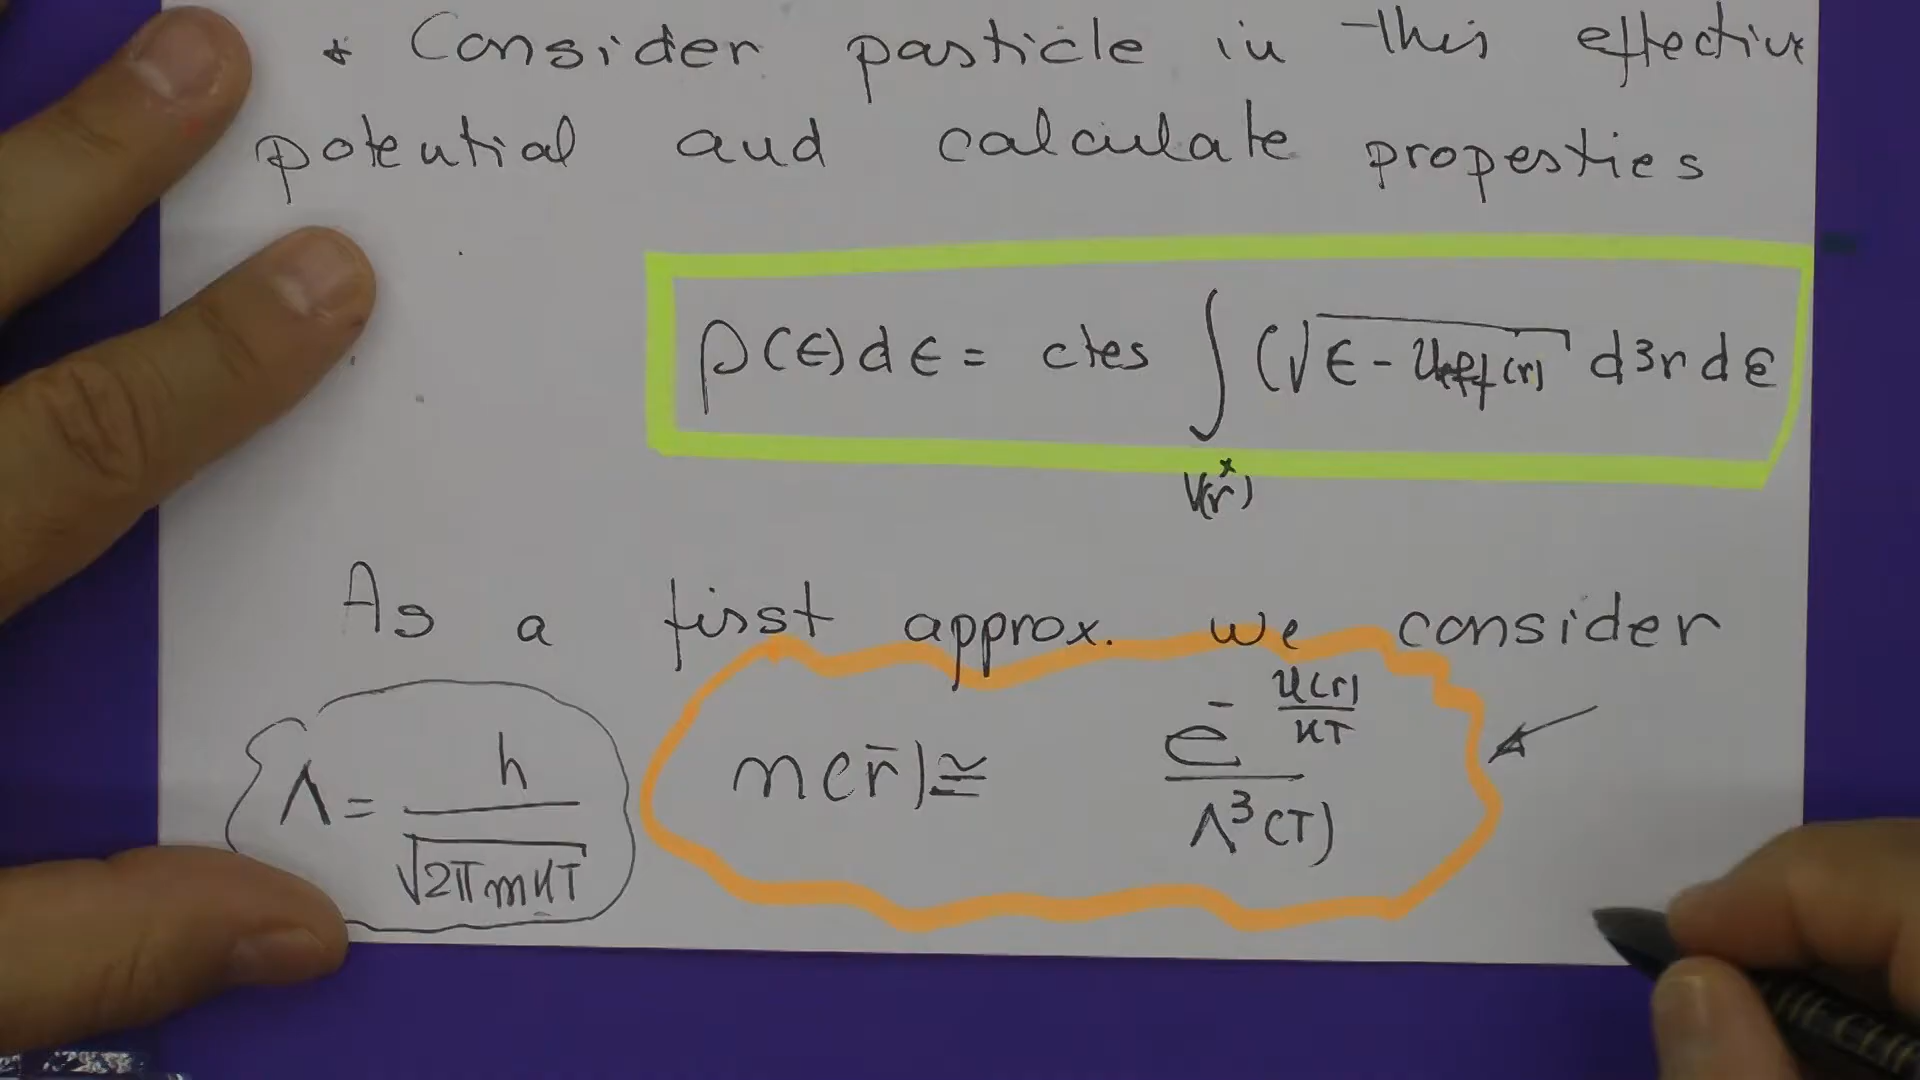 * Consider particle in this effective
potential and calculate properties
ρ(ϵ)dϵ = ctes ∫ (√ϵ - Ueff(r) d3r dϵ
V(r*)
As a first approx. we consider
Λ = h / √2πmKT
n(r̄) ≅ e^- U(r)/KT / Λ³(T)